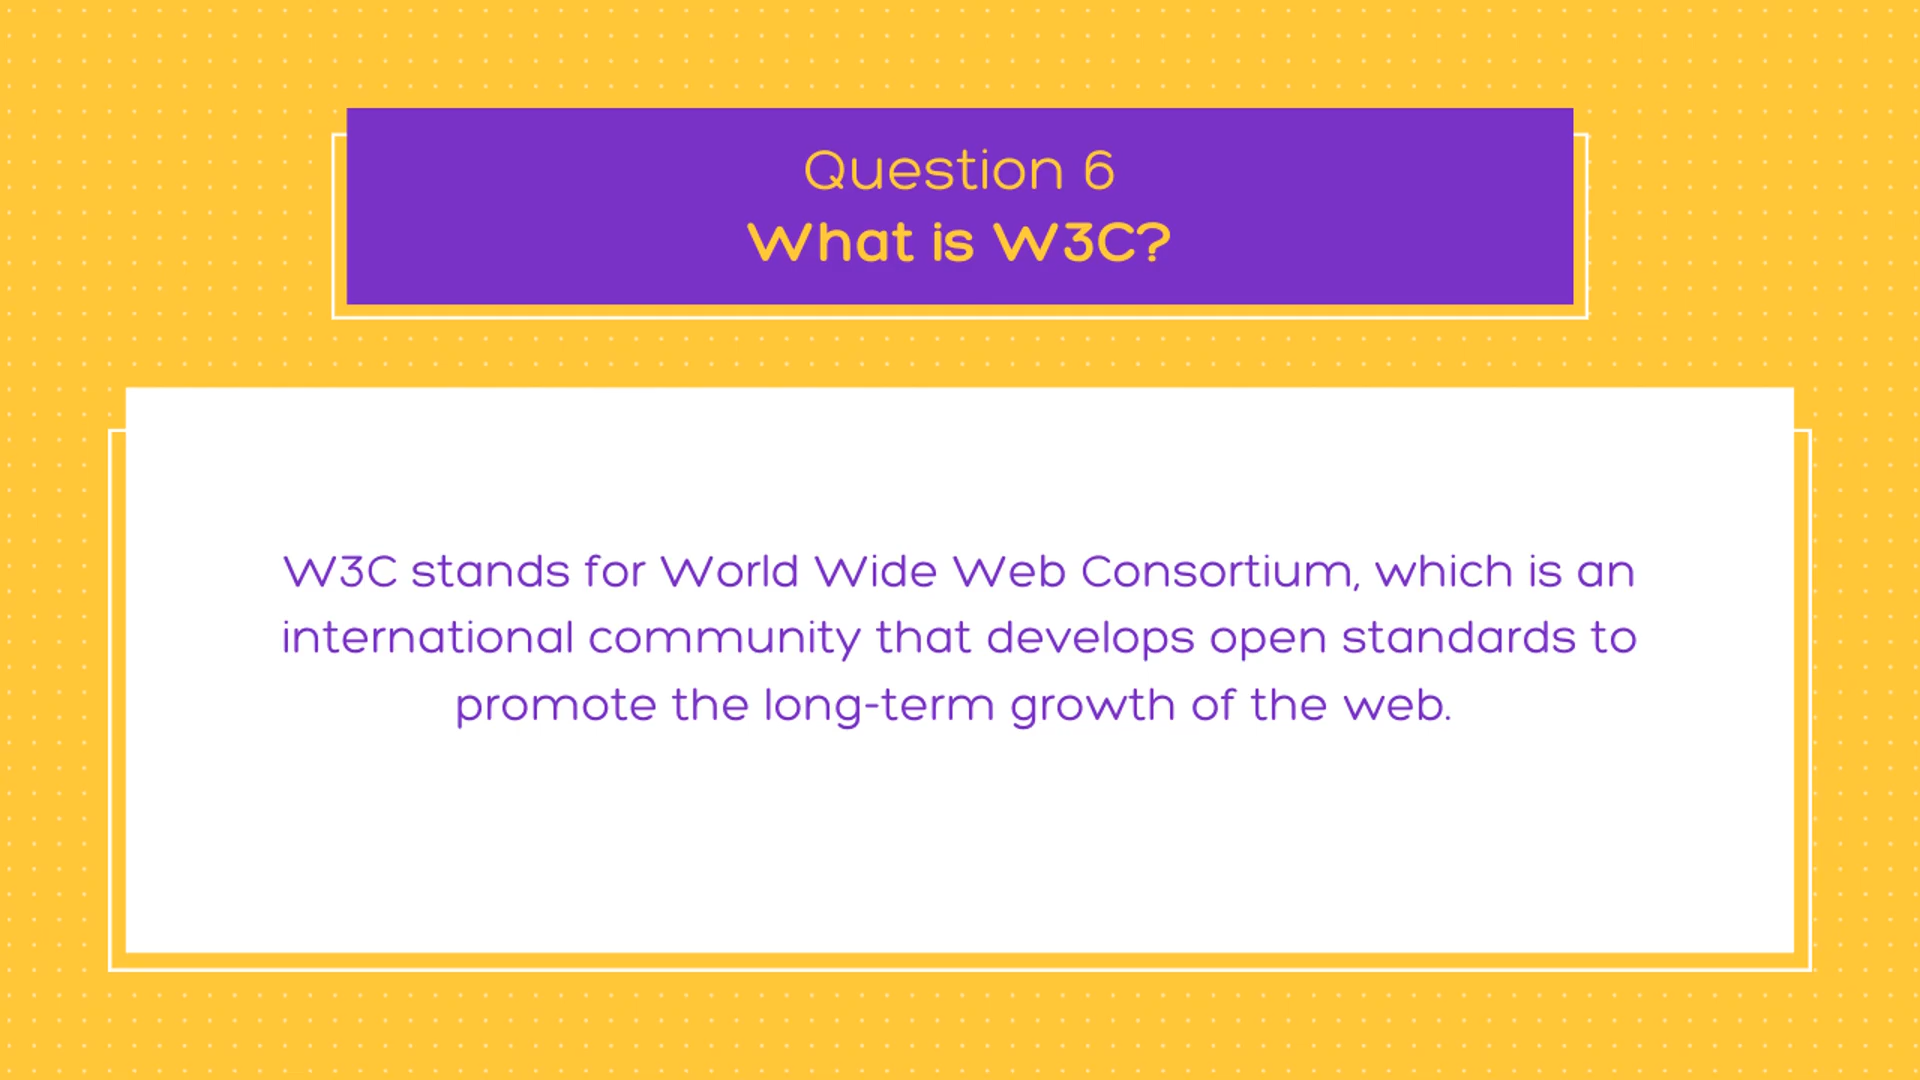 Question 6
What is W3C?
W3C stands for World Wide Web Consortium, which is an
international community that develops open standards to
promote the long-term growth of the web.